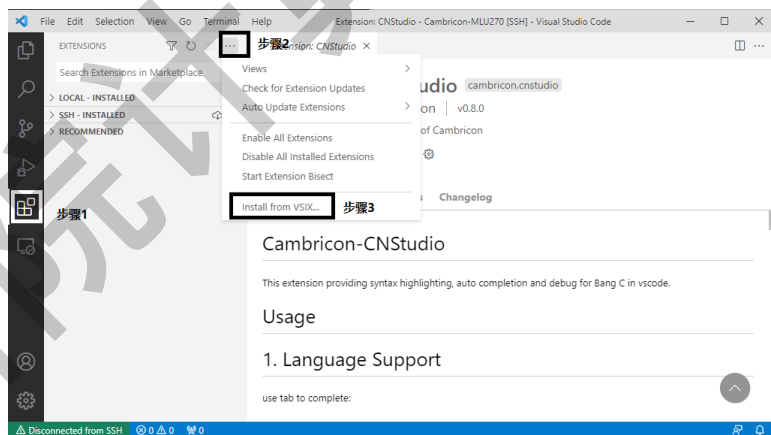 File Edit Selection View Go Terminal Help Extension: CNStudio - Cambricon-MLU270 [SSH] - Visual Studio Code
EXTENSIONS
步骤2
ension: CNStudio
Search Extensions in Marketplace
LOCAL - INSTALLED
SSH - INSTALLED
RECOMMENDED
步骤1
Views
Check for Extension Updates
Auto Update Extensions
Enable All Extensions
Disable All Installed Extensions
Start Extension Bisect
Install from VSIX...
步骤3
udio cambricon.cnstudio
on v0.8.0
of Cambricon
s Changelog
Cambricon-CNStudio
This extension providing syntax highlighting, auto completion and debug for Bang C in vscode.
Usage
1. Language Support
use tab to complete:
Disconnected from SSH 0 0 0
院计